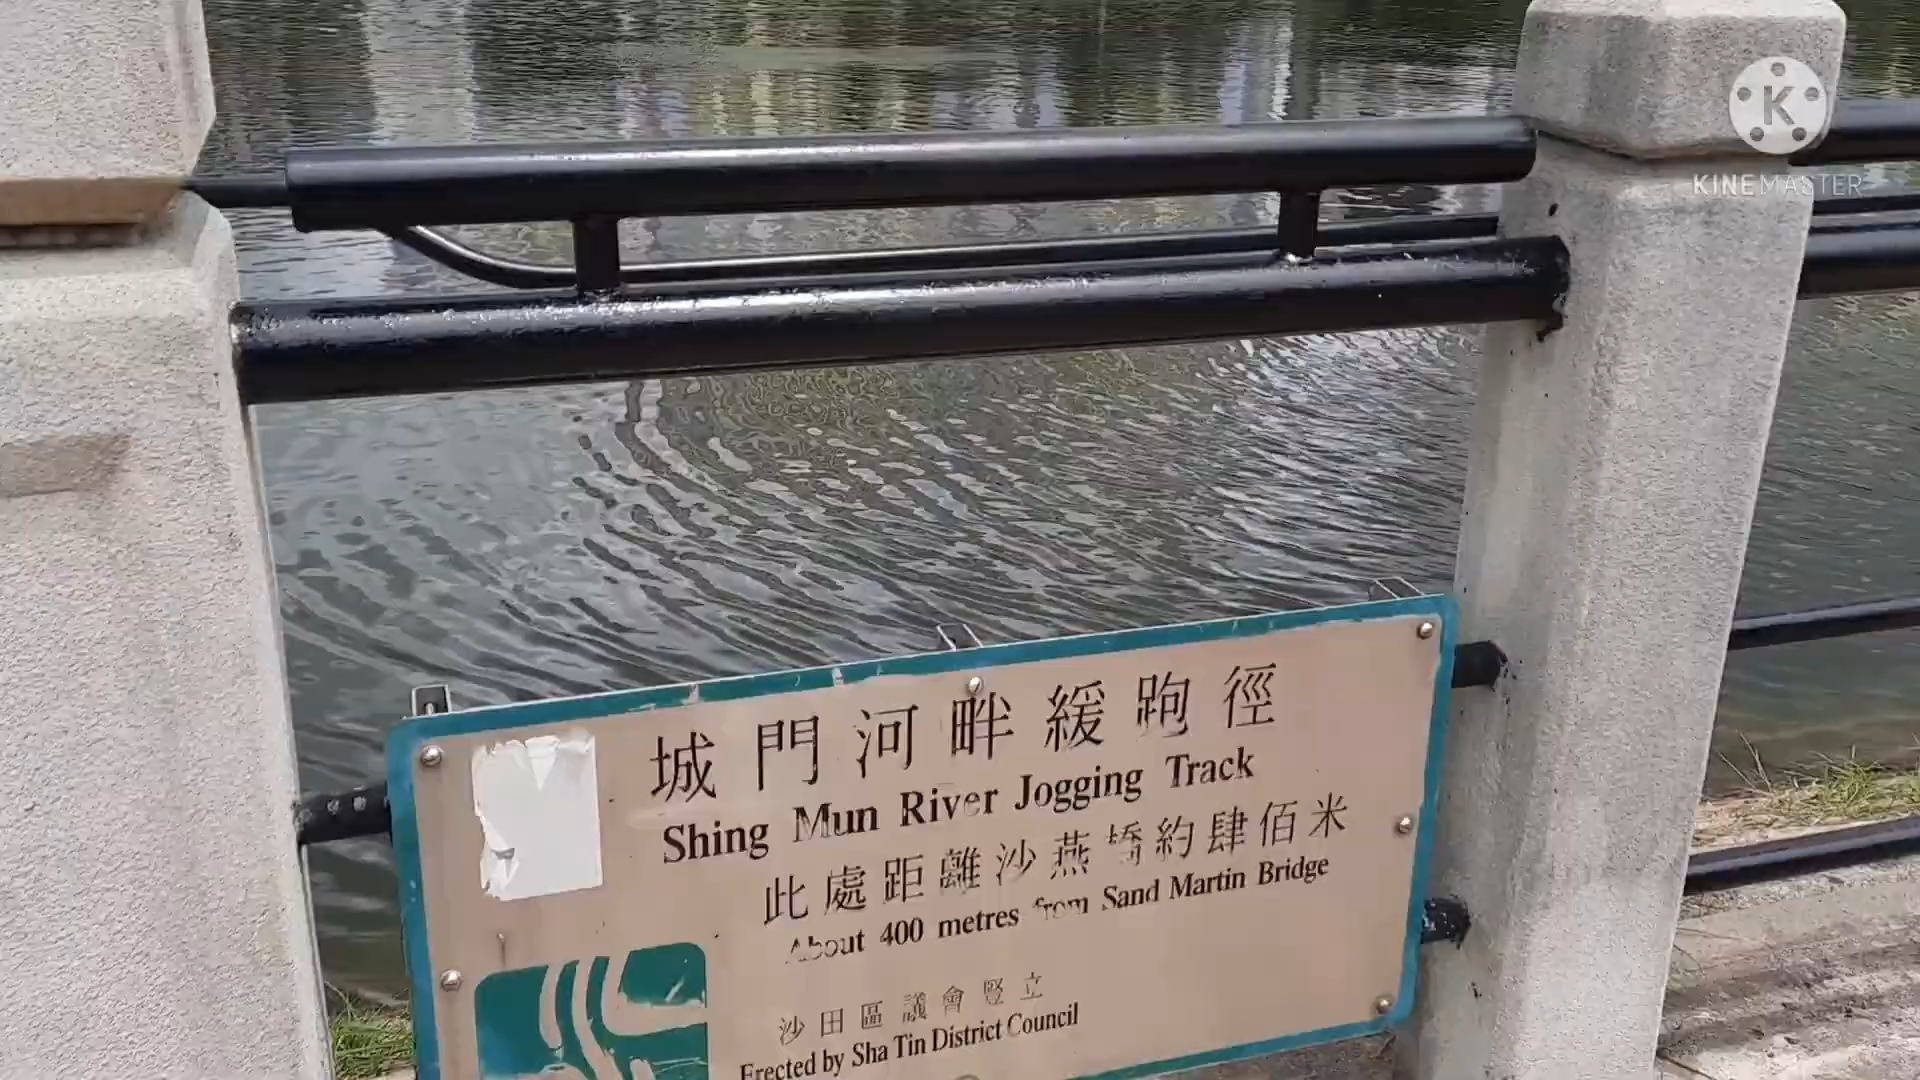 KINEMASTER
城門河畔緩跑徑
Shing Mun River Jogging Track
此處距離沙燕橋約肆佰米
About 400 metres from Sand Martin Bridge
沙田區議會豎立
Erected by Sha Tin District Council